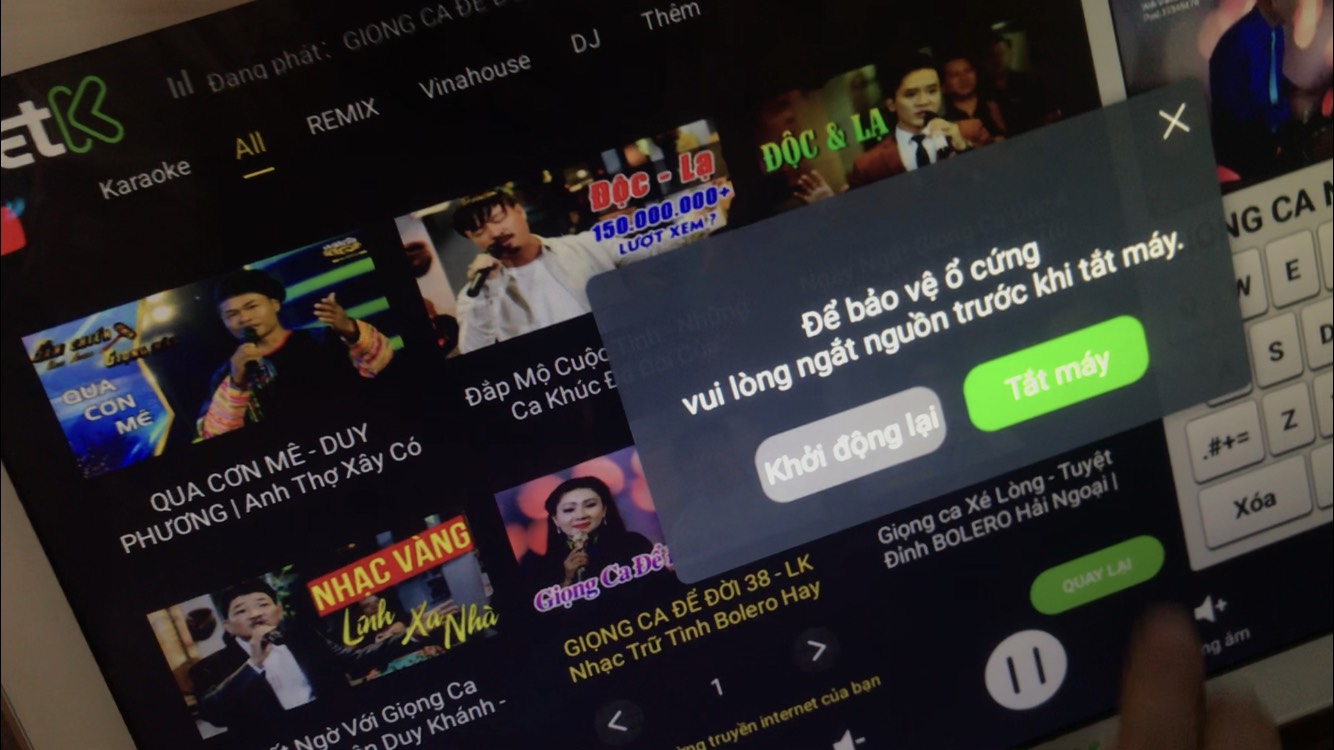 Đang phát: GIỌNG CA ĐỂ
etK
Karaoke
All
REMIX
Vinahouse
DJ
Thêm
QUA
CƠN
MÊ
QUA CƠN MÊ - DUY
PHƯƠNG | Anh Thợ Xây Có
ĐỘC - LẠ
150.000.000+
LƯỢT XEM ?
Đắp Mộ Cuộc
Ca Khúc
ĐỘC & LẠ
Để bảo vệ ổ cứng
vui lòng ngắt nguồn trước khi tắt máy.
Khởi động lại
Tắt máy
NHẠC VÀNG
Lính Xa Nhà
Ngờ Với Giọng Ca
Duy Khánh -
Giọng Ca Để
GIỌNG CA ĐỂ ĐỜI 38 - LK
Nhạc Trữ Tình Bolero Hay
Giọng ca Xé Lòng - Tuyệt
Đỉnh BOLERO Hải Ngoại |
QUAY LẠI
< 1 >
truyền internet của bạn
NG CA
W E
S D
.#+= Z
Xóa
âm